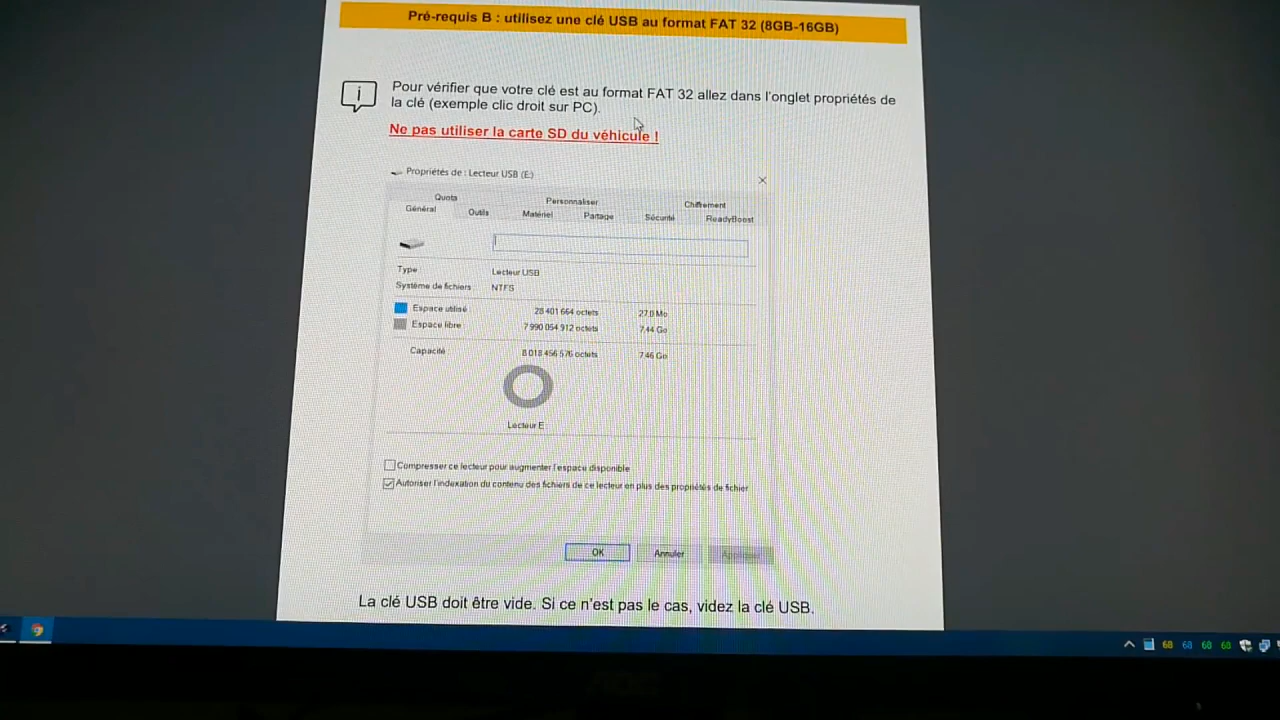 Pré-requis B : utilisez une clé USB au format FAT 32 (8GB-16GB)
Pour vérifier que votre clé est au format FAT 32 allez dans l'onglet propriétés de
la clé (exemple clic droit sur PC).
Ne pas utiliser la carte SD du véhicule !
Propriétés de : Lecteur USB (E:)
Quota Personnaliser Chiffrement
Général Outils Matériel Partage Sécurité ReadyBoost
Type Lecteur USB
Système de fichiers NTFS
Espace utilisé 28 401 664 octets 27,0 Mo
Espace libre 7 990 054 912 octets 7,44 Go
Capacité 8 018 456 576 octets 7,46 Go
Lecteur E
Compresser ce lecteur pour augmenter l'espace disponible
Autoriser l'indexation du contenu des fichiers de ce lecteur en plus des propriétés de fichier
OK Annuler Appliquer
La clé USB doit être vide. Si ce n'est pas le cas, videz la clé USB.
68 68 68 68
AOC